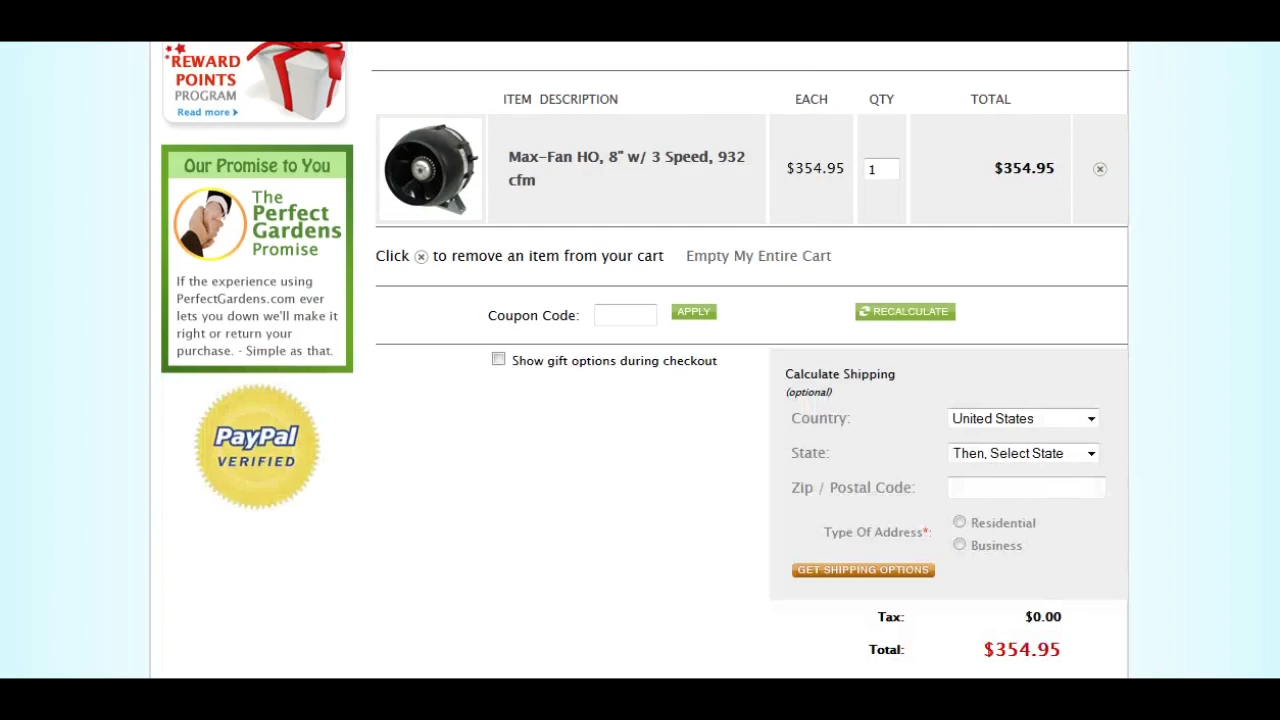 REWARD
POINTS
PROGRAM
Read more
Our Promise to You
The
Perfect
Gardens
Promise
If the experience using
PerfectGardens.com ever
lets you down we'll make it
right or return your
purchase. - Simple as that.
PayPal
VERIFIED
ITEM DESCRIPTION EACH QTY TOTAL
Max-Fan HO, 8" w/ 3 Speed, 932
cfm
$354.95 1 $354.95
Click to remove an item from your cart Empty My Entire Cart
Coupon Code: APPLY RECALCULATE
Show gift options during checkout
Calculate Shipping
(optional)
Country: United States
State: Then, Select State
Zip / Postal Code:
Type Of Address*:
Residential
Business
GET SHIPPING OPTIONS
Tax: $0.00
Total: $354.95